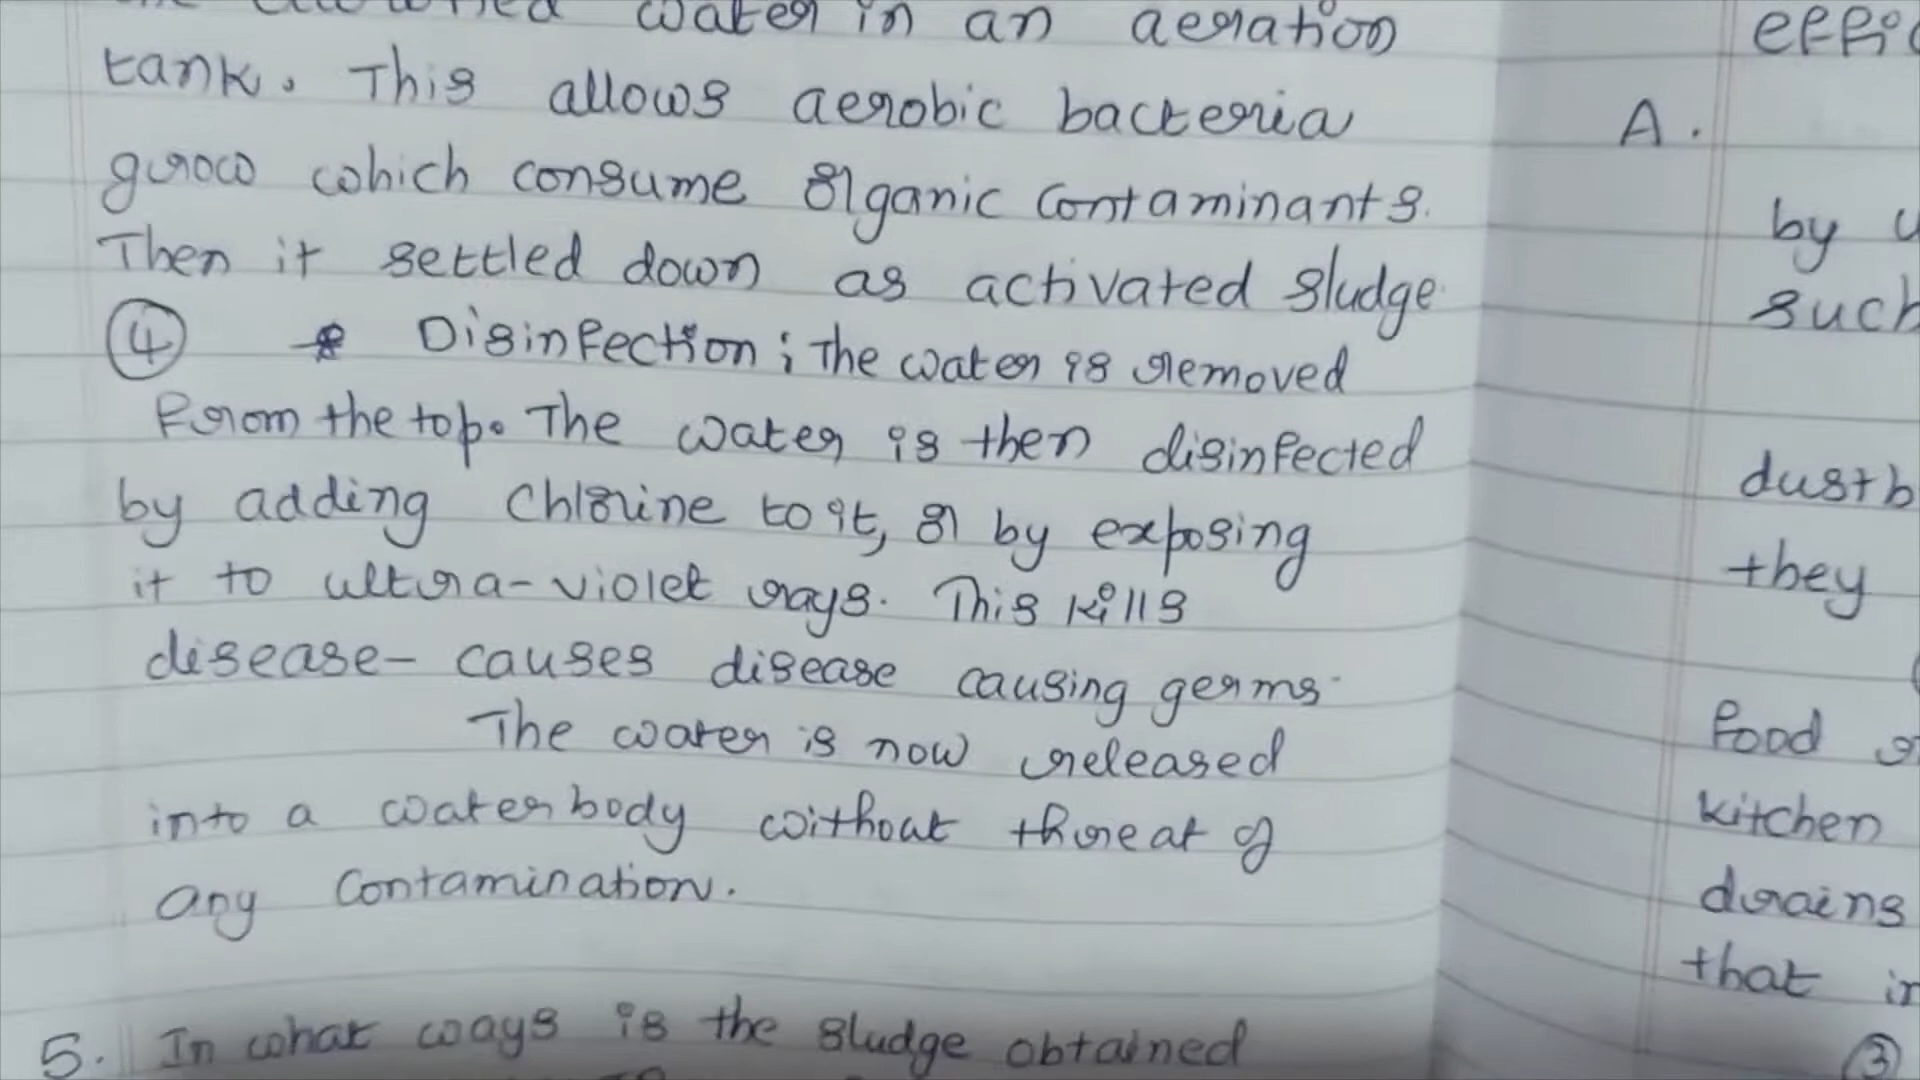 water in an aeration
tank. This allows aerobic bacteria
grow which consume organic contaminants.
Then it settled down as activated sludge
④ Disinfection; The water is removed
from the top. The water is then disinfected
by adding Chlorine to it, or by exposing
it to ultra-violet rays. This kills
disease- causes disease causing germs.
The water is now released
into a water body without threat of
any contamination.
5. In what ways is the sludge obtained
A.
by
such
they
food
kitchen
drains
that
③